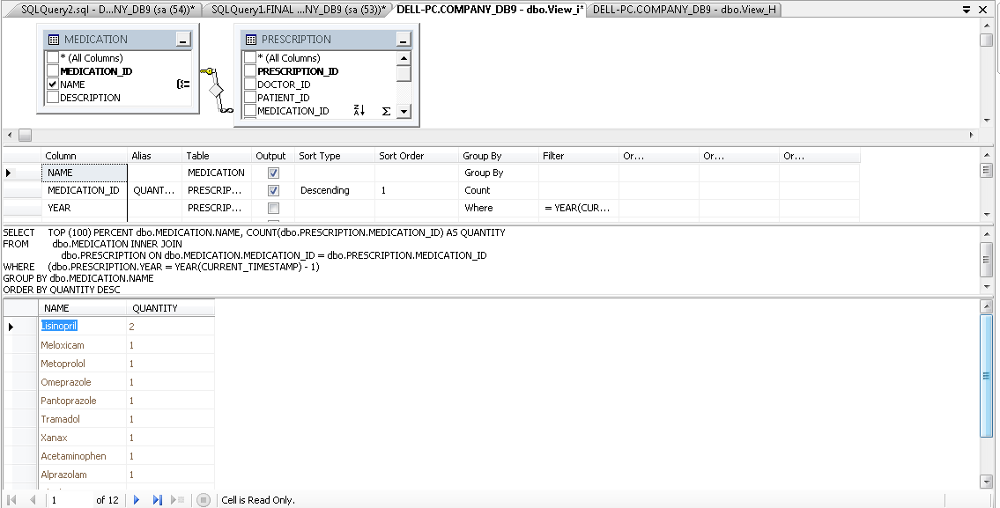 SQLQuery2.sql - D...NY_DB9 (sa (54))* SQLQuery1.FINAL ...NY_DB9 (sa (53))* DELL-PC.COMPANY_DB9 - dbo.View_i* DELL-PC.COMPANY_DB9 - dbo.View_H
MEDICATION
* (All Columns)
MEDICATION_ID
NAME
DESCRIPTION
PRESCRIPTION
* (All Columns)
PRESCRIPTION_ID
DOCTOR_ID
PATIENT_ID
MEDICATION_ID
Column Alias Table Output Sort Type Sort Order Group By Filter Or... Or... Or...
NAME MEDICATION Group By
MEDICATION_ID QUANT... PRESCRIP... Descending 1 Count
YEAR PRESCRIP... Where = YEAR(CUR...
SELECT TOP (100) PERCENT dbo.MEDICATION.NAME, COUNT(dbo.PRESCRIPTION.MEDICATION_ID) AS QUANTITY
FROM dbo.MEDICATION INNER JOIN
dbo.PRESCRIPTION ON dbo.MEDICATION.MEDICATION_ID = dbo.PRESCRIPTION.MEDICATION_ID
WHERE (dbo.PRESCRIPTION.YEAR = YEAR(CURRENT_TIMESTAMP) - 1)
GROUP BY dbo.MEDICATION.NAME
ORDER BY QUANTITY DESC
NAME QUANTITY
Lisinopril 2
Meloxicam 1
Metoprolol 1
Omeprazole 1
Pantoprazole 1
Tramadol 1
Xanax 1
Acetaminophen 1
Alprazolam 1
1 of 12 Cell is Read Only.